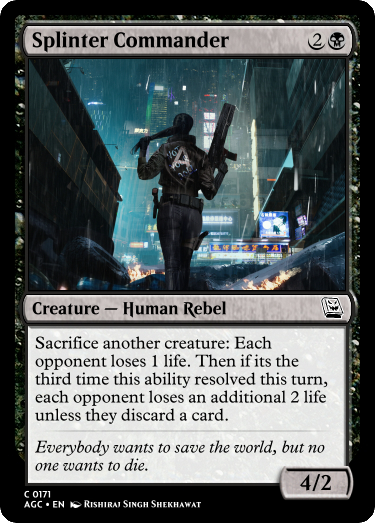 Splinter Commander
2
Creature — Human Rebel
Sacrifice another creature: Each
opponent loses 1 life. Then if its the
third time this ability resolved this turn,
each opponent loses an additional 2 life
unless they discard a card.
Everybody wants to save the world, but no
one wants to die.
4/2
C 0171
AGC • EN Rishiraj Singh Shekhawat